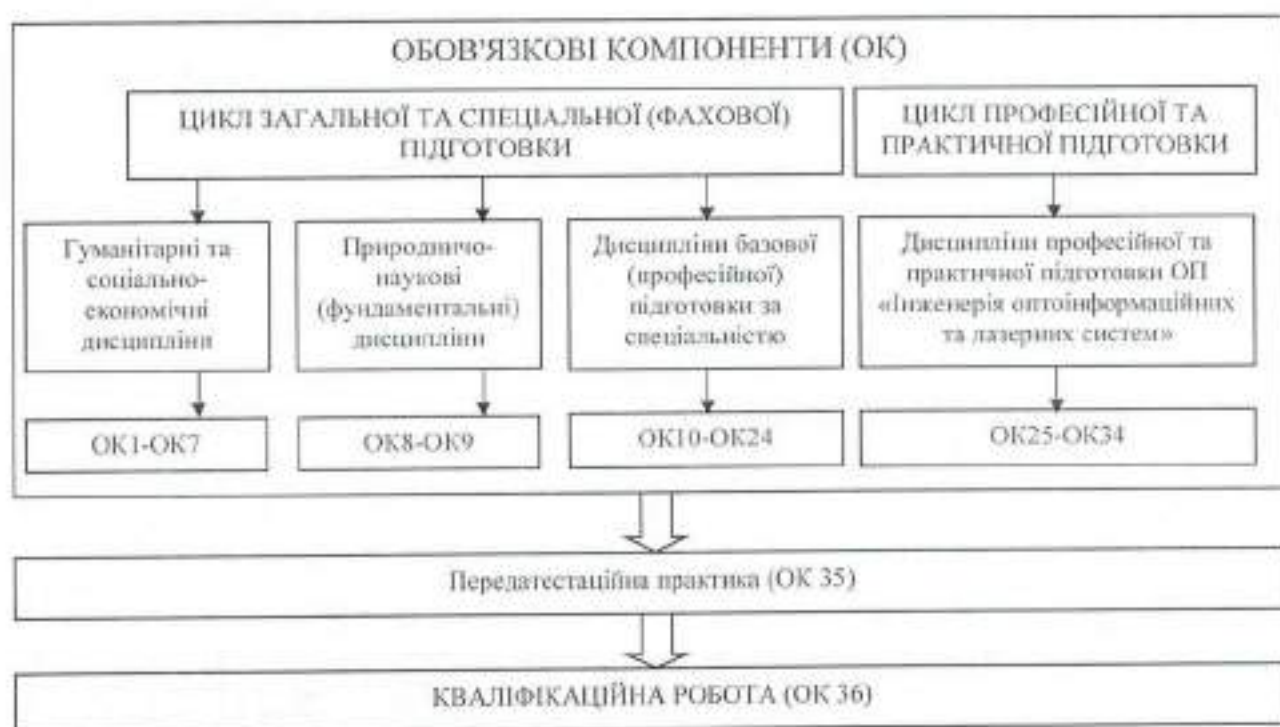 ОБОВ'ЯЗКОВІ КОМПОНЕНТИ (ОК)
ЦИКЛ ЗАГАЛЬНОЇ ТА СПЕЦІАЛЬНОЇ (ФАХОВОЇ)
ПІДГОТОВКИ
ЦИКЛ ПРОФЕСІЙНОЇ ТА
ПРАКТИЧНОЇ ПІДГОТОВКИ
Гуманітарні та
соціально-
економічні
дисципліни
Природничо-
наукові
(фундаментальні)
дисципліни
Дисципліни базової
(професійної)
підготовки за
спеціальністю
Дисципліни професійної та
практичної підготовки ОП
«Інженерія оптоінформаційних
та лазерних систем»
ОК1-ОК7
ОК8-ОК9
ОК10-ОК24
ОК25-ОК34
Передатестаційна практика (ОК 35)
КВАЛІФІКАЦІЙНА РОБОТА (ОК 36)